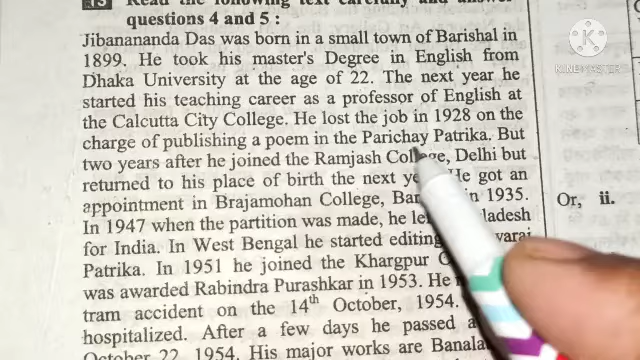 Read the following text carefully and answer
questions 4 and 5 :
Jibanananda Das was born in a small town of Barishal in
1899. He took his master's Degree in English from
Dhaka University at the age of 22. The next year he
started his teaching career as a professor of English at
the Calcutta City College. He lost the job in 1928 on the
charge of publishing a poem in the Parichay Patrika. But
two years after he joined the Ramjash College, Delhi but
returned to his place of birth the next He got an
appointment in Brajamohan College, in 1935.
In 1947 when the partition was made, he
for India. In West Bengal he started editing
Patrika. In 1951 he joined the Khargpur
was awarded Rabindra Purashkar in 1953. He
tram accident on the 14th October, 1954.
hospitalized. After a few days he passed
October 22, 1954. His major works are
Or, ii.
KINEMASTER